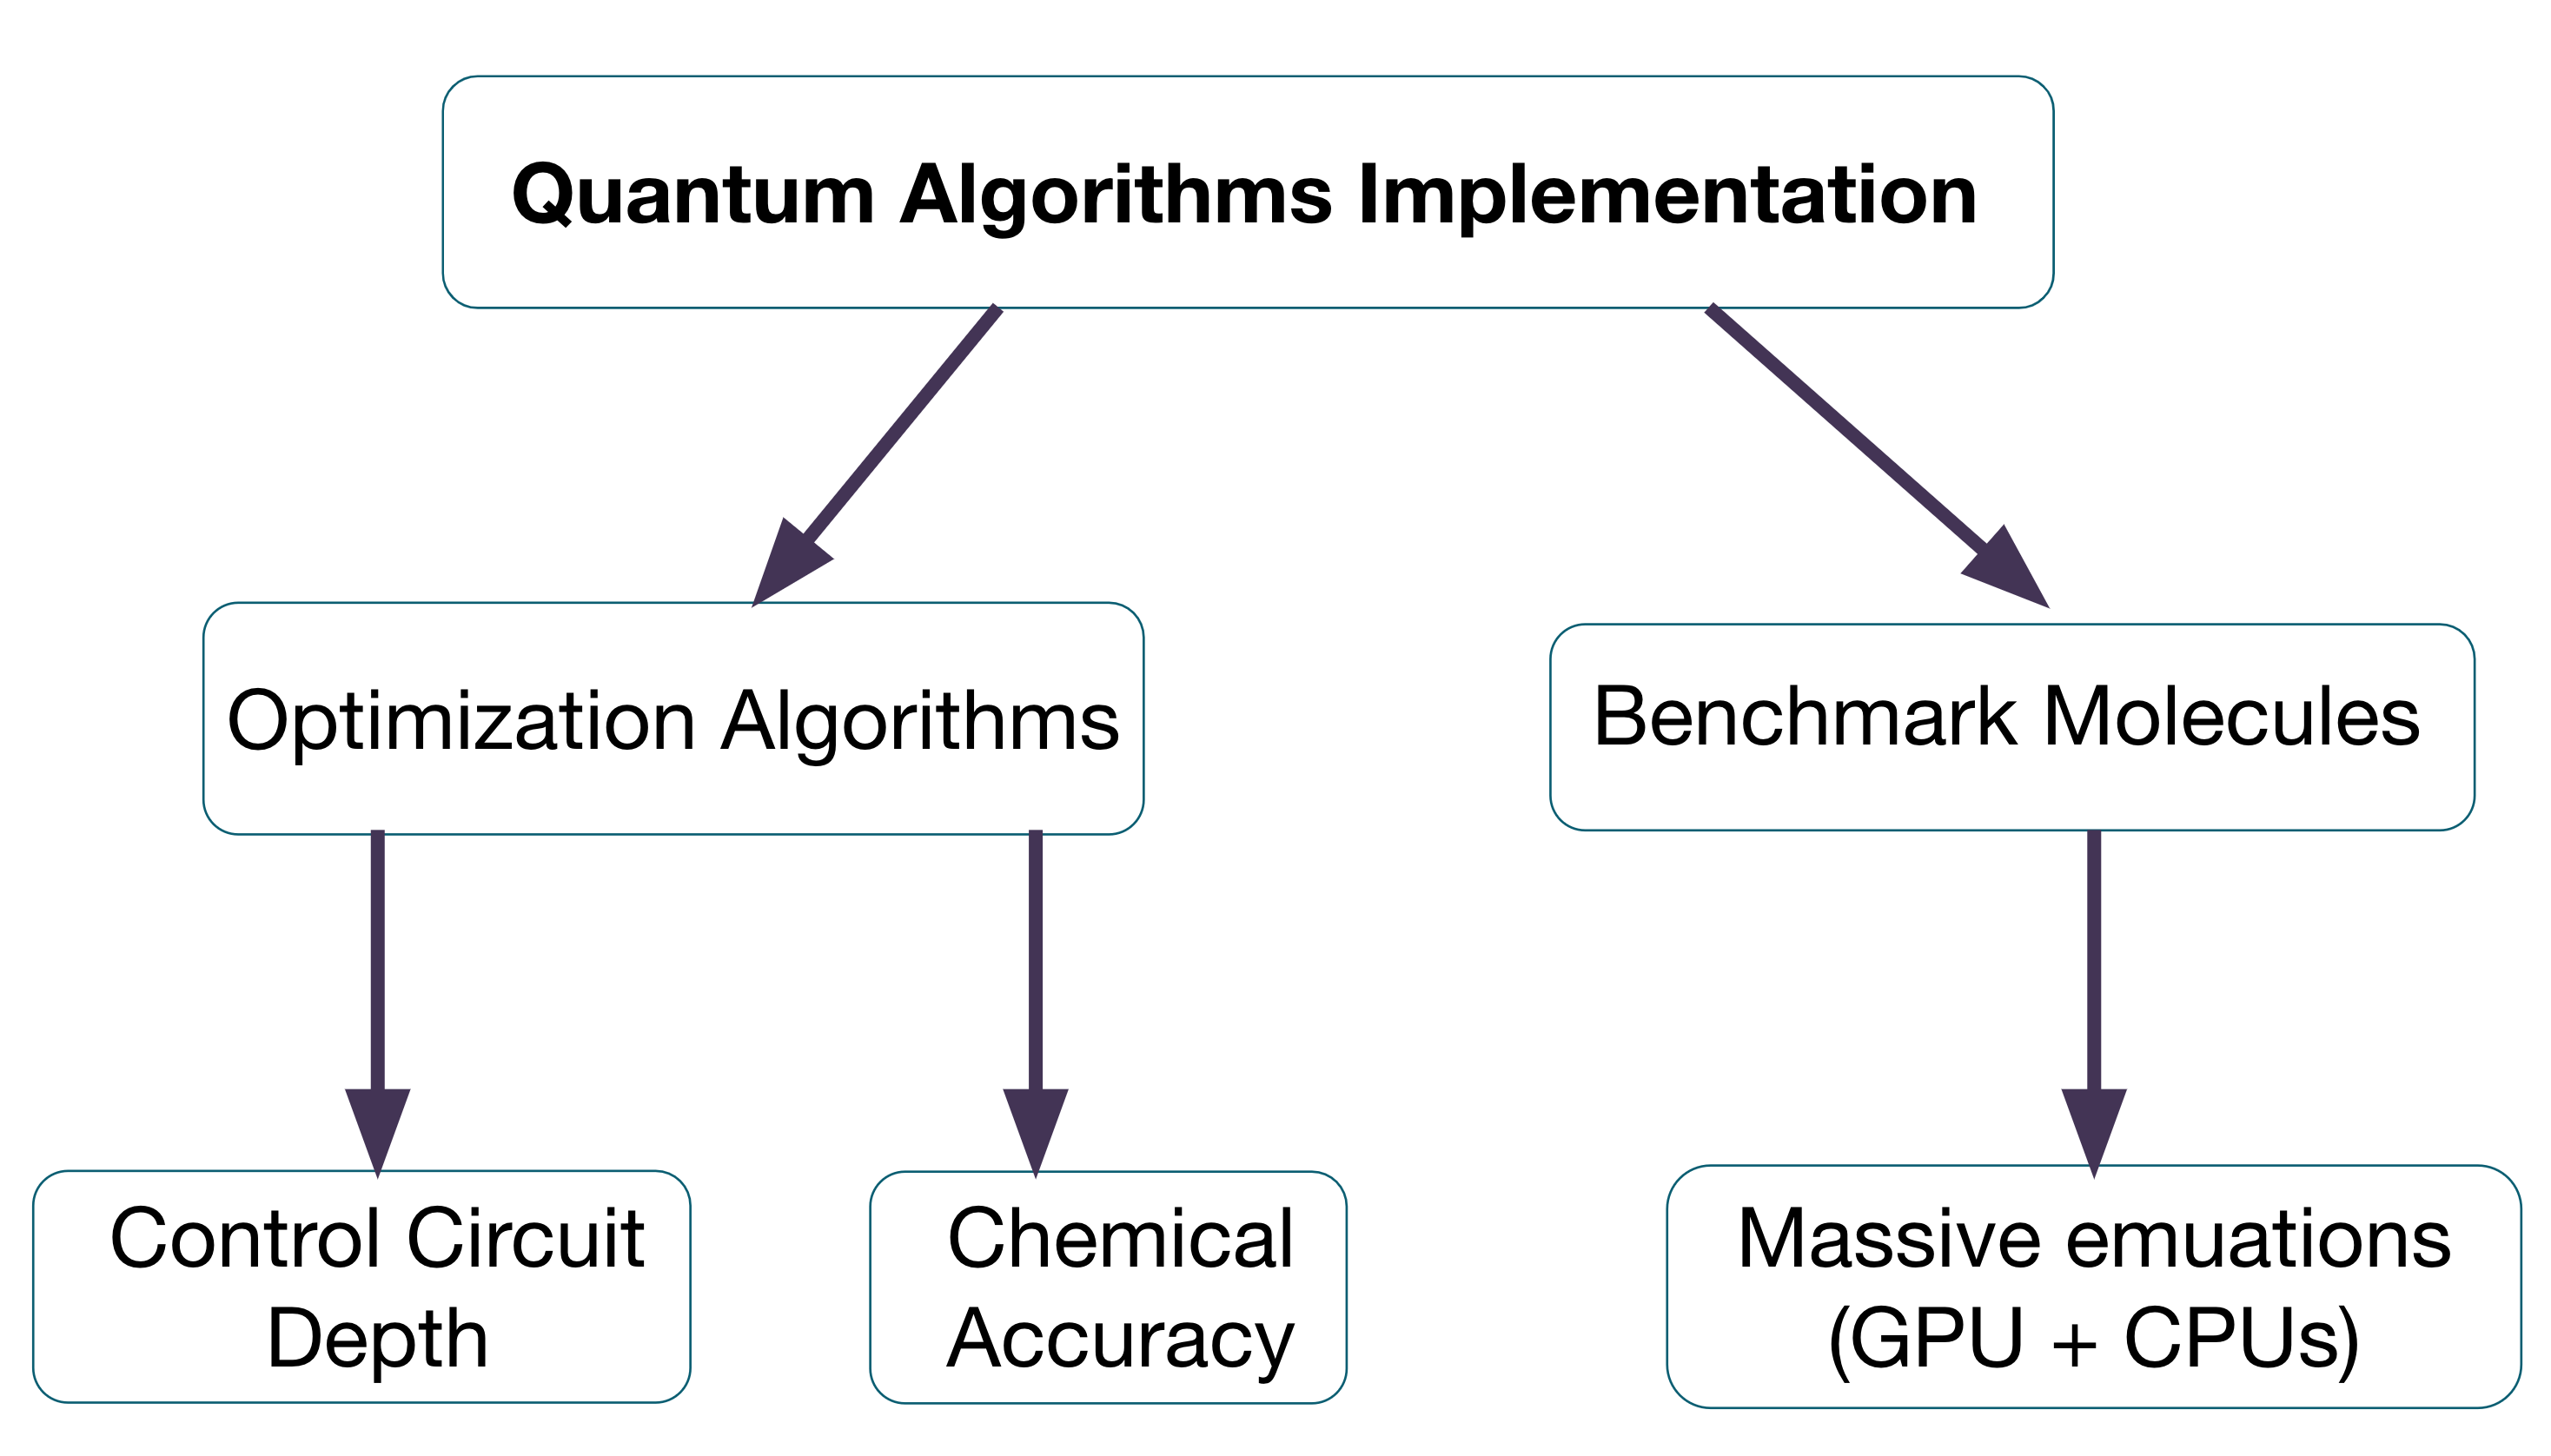 Quantum Algorithms Implementation
Optimization Algorithms
Benchmark Molecules
Control Circuit
Depth
Chemical
Accuracy
Massive emuations
(GPU + CPUs)